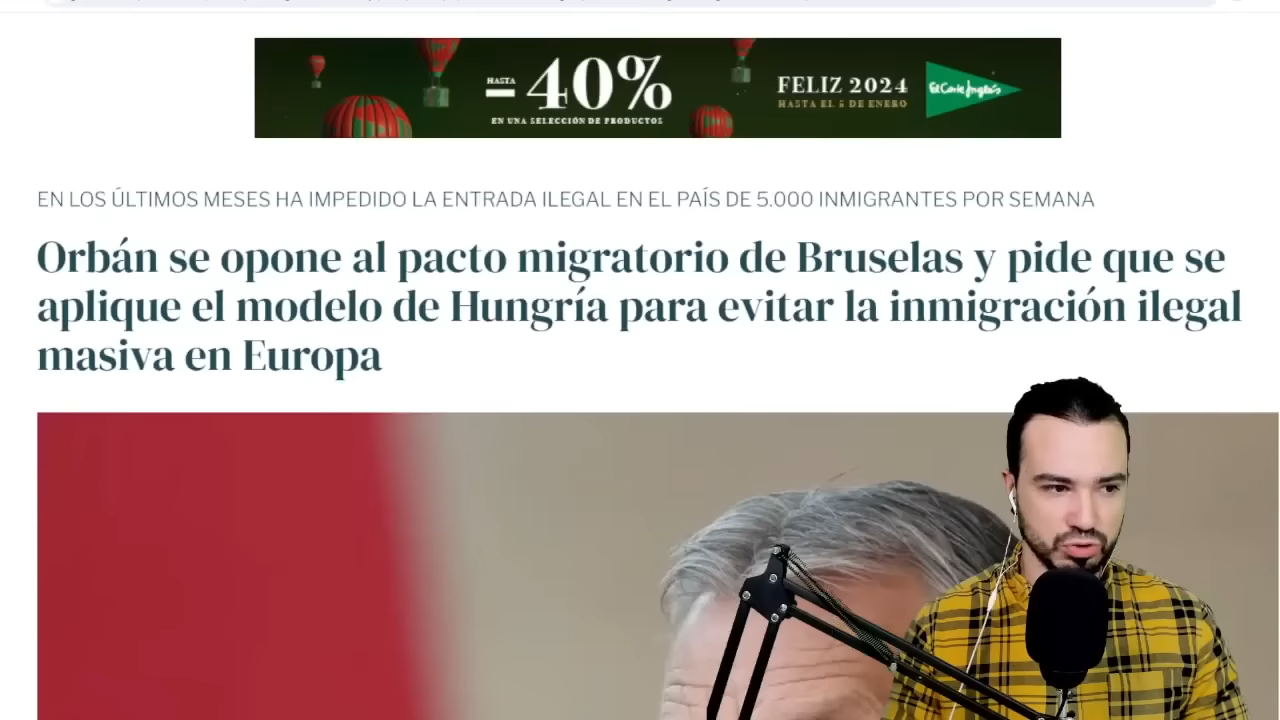 HASTA
-40%
EN UNA SELECCIÓN DE PRODUCTOS
FELIZ 2024
HASTA EL 5 DE ENERO
El Corte Inglés
EN LOS ÚLTIMOS MESES HA IMPEDIDO LA ENTRADA ILEGAL EN EL PAÍS DE 5.000 INMIGRANTES POR SEMANA
Orbán se opone al pacto migratorio de Bruselas y pide que se
aplique el modelo de Hungría para evitar la inmigración ilegal
masiva en Europa